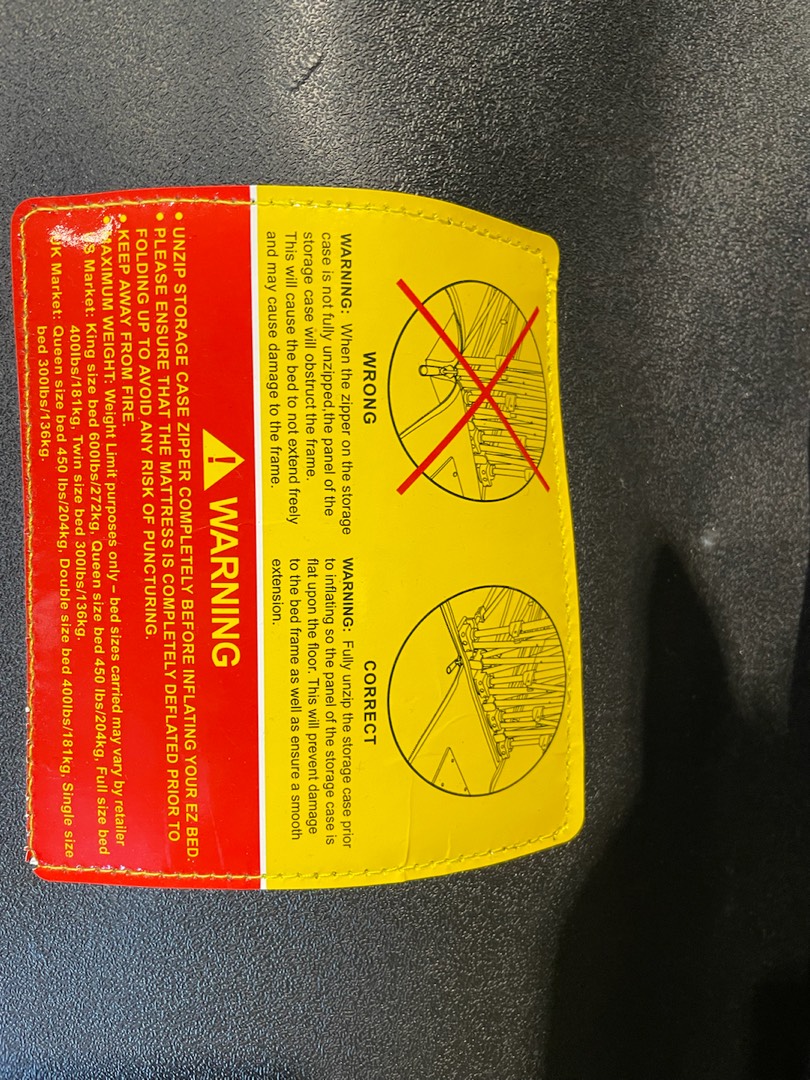 WRONG
WARNING: When the zipper on the storage
case is not fully unzipped,the panel of the
storage case will obstruct the frame.
This will cause the bed to not extend freely
and may cause damage to the frame.
CORRECT
WARNING: Fully unzip the storage case prior
to inflating so the panel of the storage case is
flat upon the floor. This will prevent damage
to the bed frame as well as ensure a smooth
extension.
WARNING
• UNZIP STORAGE CASE ZIPPER COMPLETELY BEFORE INFLATING YOUR EZ BED.
• PLEASE ENSURE THAT THE MATTRESS IS COMPLETELY DEFLATED PRIOR TO
FOLDING UP TO AVOID ANY RISK OF PUNCTURING.
• KEEP AWAY FROM FIRE.
• MAXIMUM WEIGHT: Weight Limit purposes only – bed sizes carried may vary by retailer
Market: King size bed 600lbs/272kg, Queen size bed 450 lbs/204kg, Full size bed
400lbs/181kg, Twin size bed 300lbs/136kg.
UK Market: Queen size bed 450 lbs/204kg, Double size bed 400lbs/181kg, Single size
bed 300lbs/136kg.